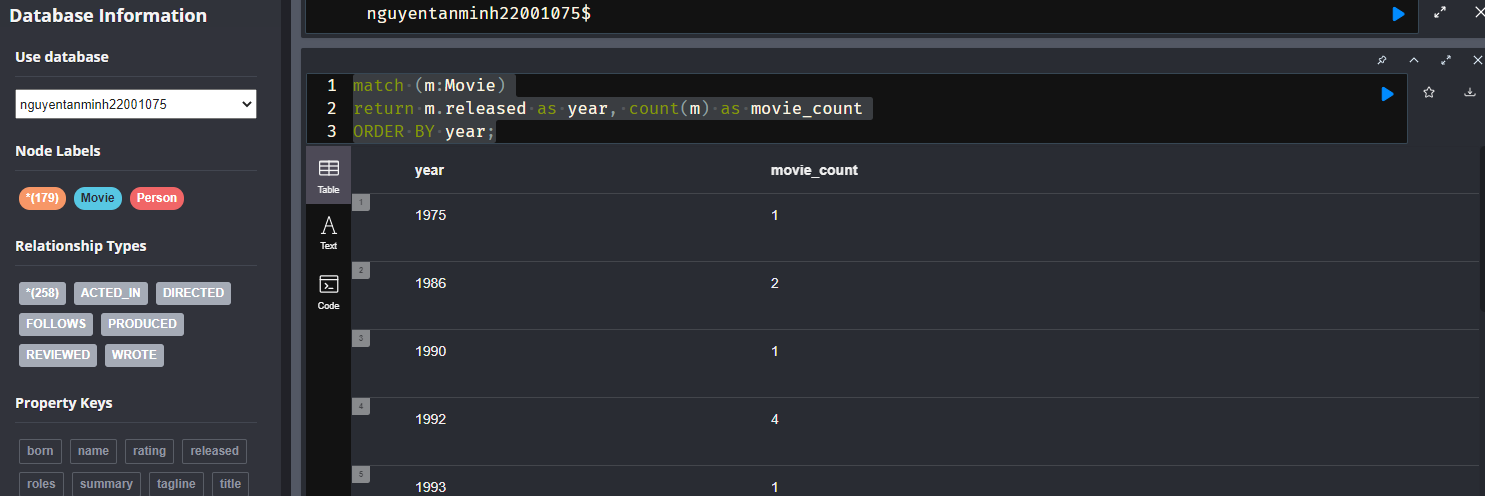 Database Information
Use database
nguyentanminh22001075
Node Labels
*(179) Movie Person
Relationship Types
*(258) ACTED_IN DIRECTED
FOLLOWS PRODUCED
REVIEWED WROTE
Property Keys
born name rating released
roles summary tagline title
nguyentanminh22001075$
1 match (m:Movie)
2 return m.released as year, count(m) as movie_count
3 ORDER BY year;
Table
Text
Code
year movie_count
1 1975 1
2 1986 2
3 1990 1
4 1992 4
5 1993 1